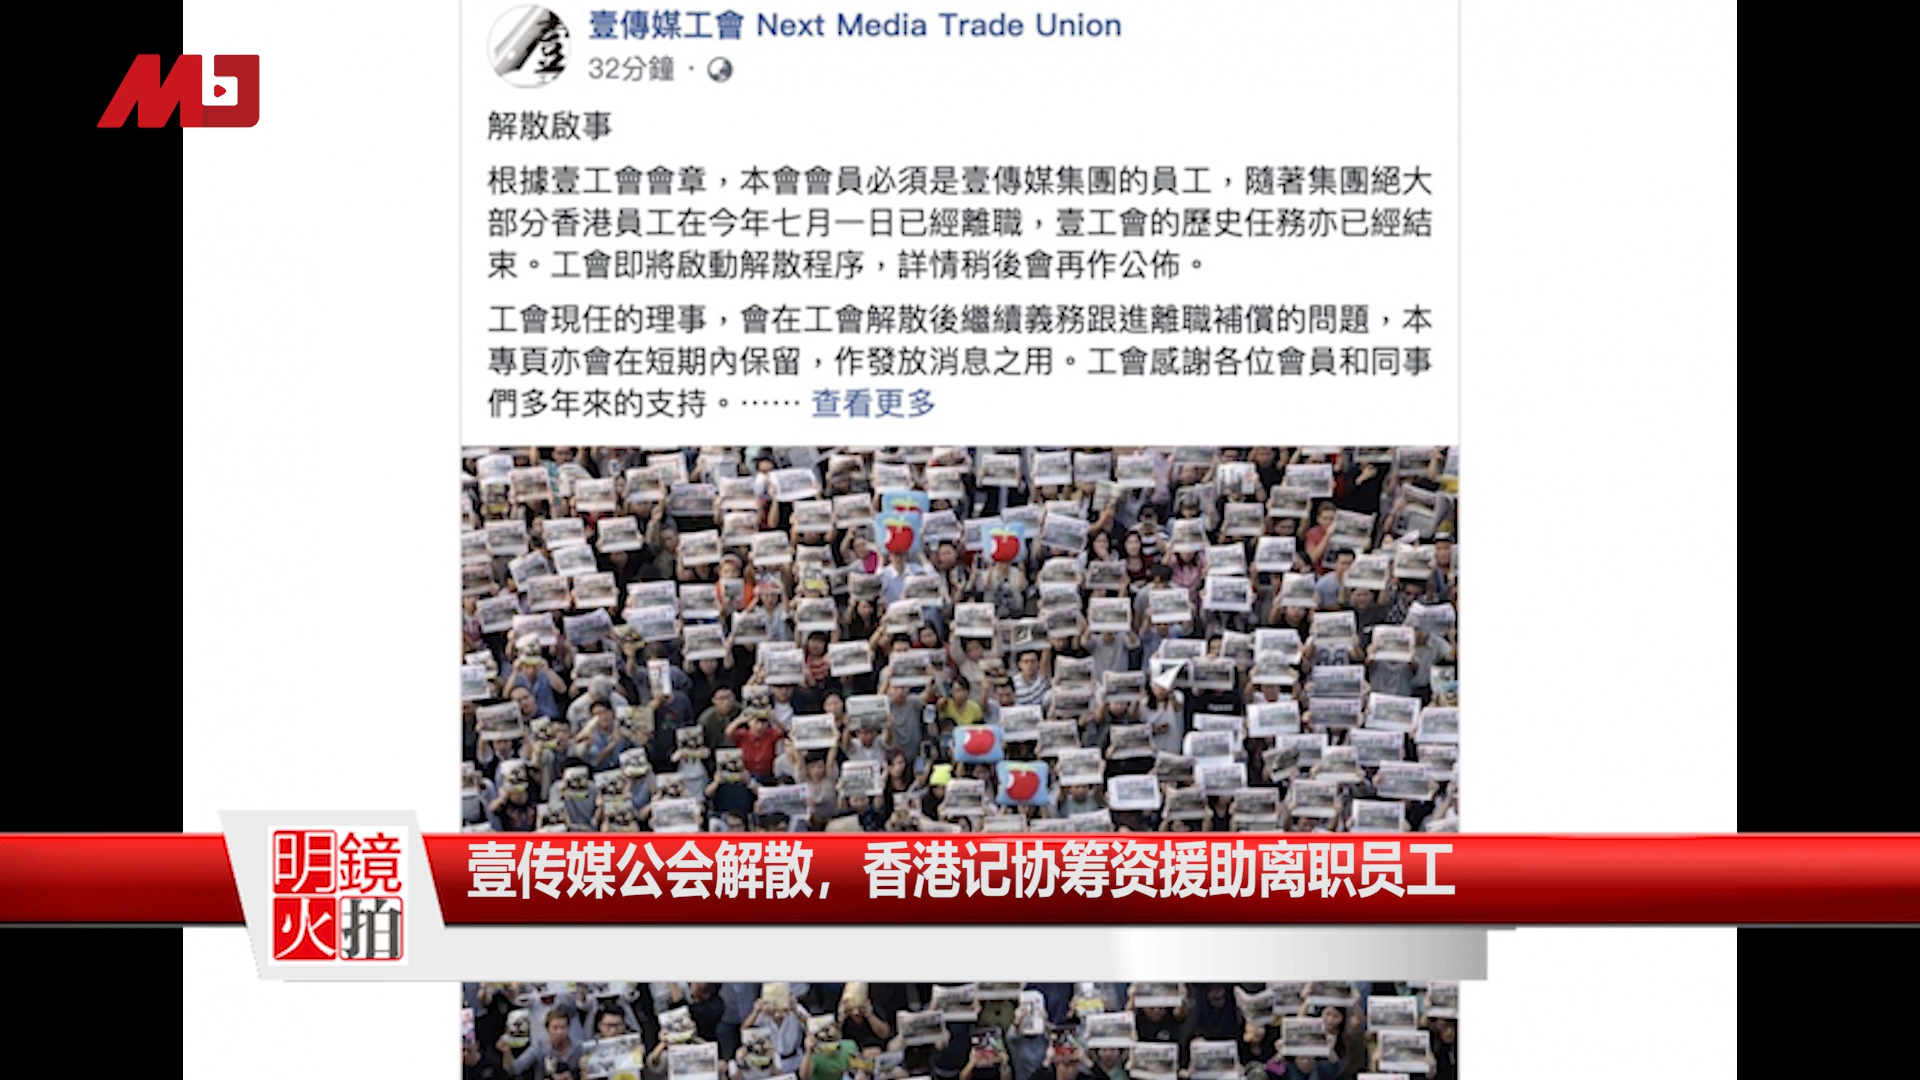 壹傳媒工會 Next Media Trade Union
32分鐘 ·
解散啟事
根據壹工會會章，本會會員必須是壹傳媒集團的員工，隨著集團絕大
部分香港員工在今年七月一日已經離職，壹工會的歷史任務亦已經結
束。工會即將啟動解散程序，詳情稍後會再作公佈。
工會現任的理事，會在工會解散後繼續義務跟進離職補償的問題，本
專頁亦會在短期內保留，作發放消息之用。工會感謝各位會員和同事
們多年來的支持。…… 查看更多
明鏡
火拍
壹传媒公会解散，香港记协筹资援助离职员工